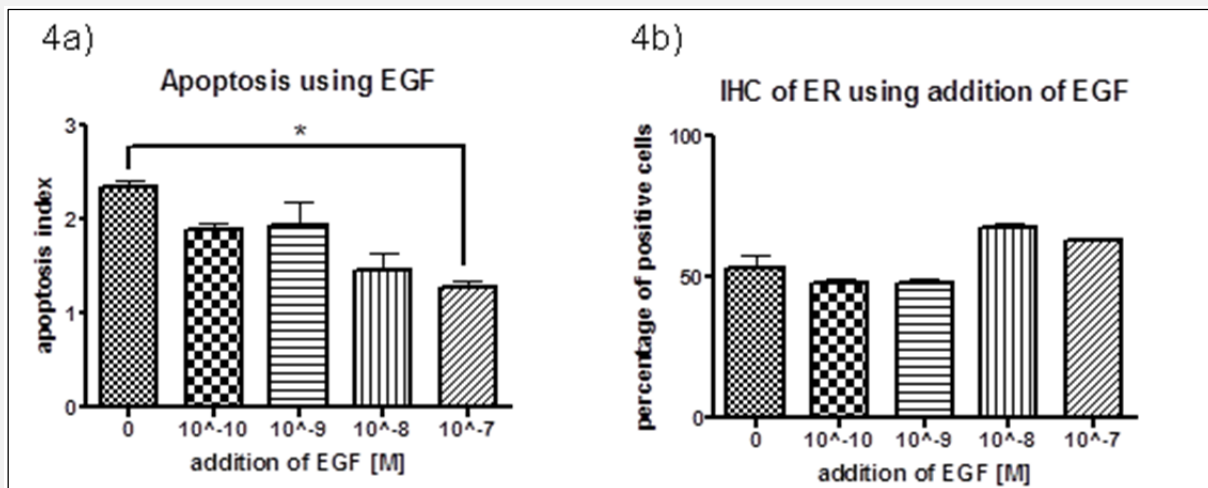 4a)
Apoptosis using EGF
3
*
2
1
0
apoptosis index
0 10^-10 10^-9 10^-8 10^-7
addition of EGF [M]
4b)
IHC of ER using addition of EGF
100
50
0
percentage of positive cells
0 10^-10 10^-9 10^-8 10^-7
addition of EGF [M]